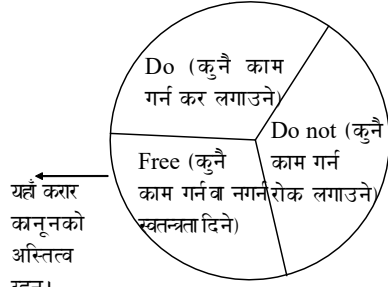 Do (कुनै काम
गर्न कर लगाउने)
Do not (कुनै
काम गर्न
रोक लगाउने)
Free (कुनै
काम गर्न वा नगर्न
स्वतन्त्रता दिने)
यहाँ करार
कानूनको
अस्तित्व